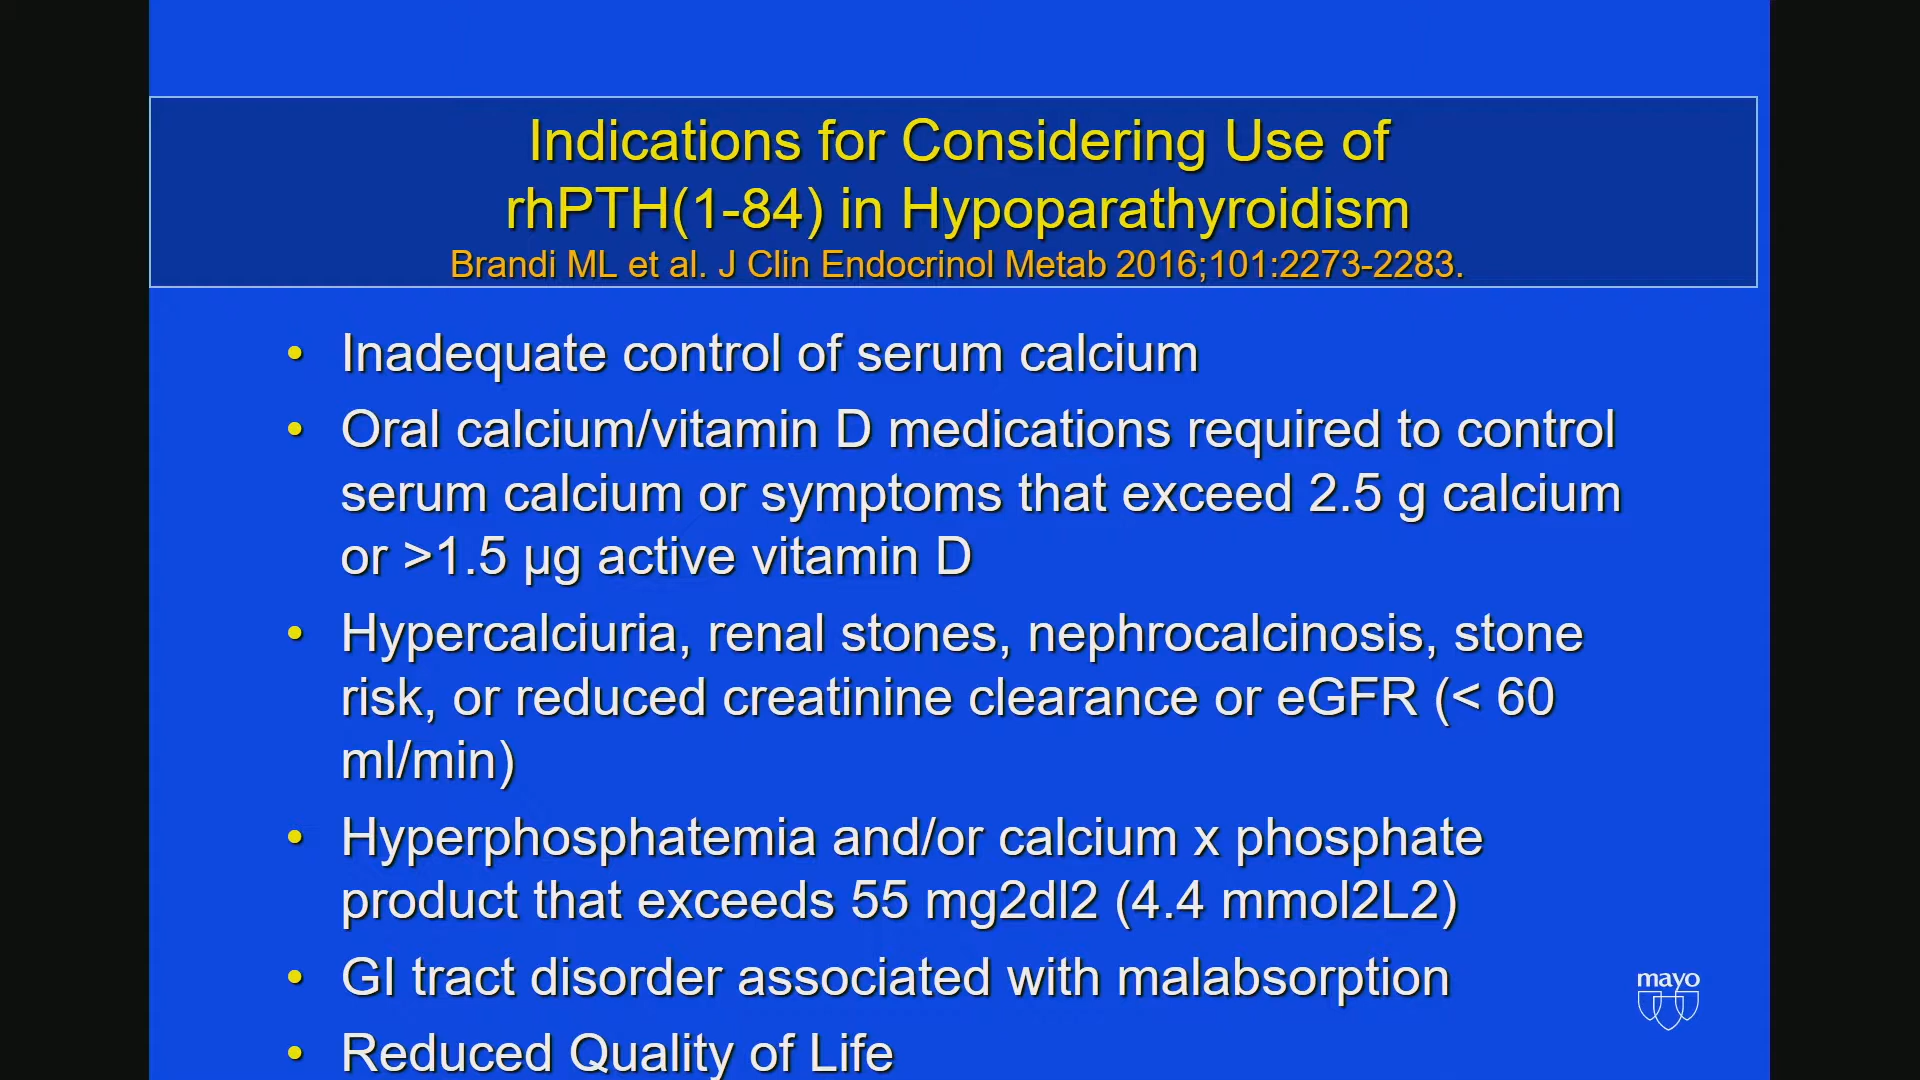 Indications for Considering Use of
rhPTH(1-84) in Hypoparathyroidism
Brandi ML et al. J Clin Endocrinol Metab 2016;101:2273-2283.
• Inadequate control of serum calcium
• Oral calcium/vitamin D medications required to control
serum calcium or symptoms that exceed 2.5 g calcium
or >1.5 µg active vitamin D
• Hypercalciuria, renal stones, nephrocalcinosis, stone
risk, or reduced creatinine clearance or eGFR (< 60
ml/min)
• Hyperphosphatemia and/or calcium x phosphate
product that exceeds 55 mg2dl2 (4.4 mmol2L2)
• GI tract disorder associated with malabsorption
mayo
• Reduced Quality of Life